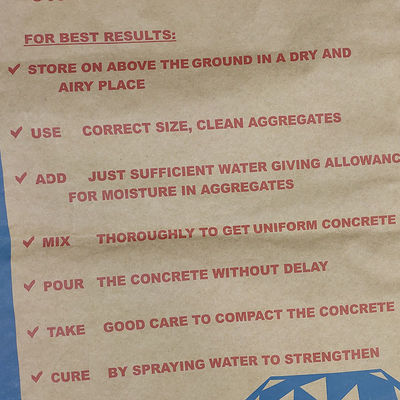 FOR BEST RESULTS:
✓ STORE ON ABOVE THE GROUND IN A DRY AND
AIRY PLACE
✓ USE CORRECT SIZE, CLEAN AGGREGATES
✓ ADD JUST SUFFICIENT WATER GIVING ALLOWANC
FOR MOISTURE IN AGGREGATES
✓ MIX THOROUGHLY TO GET UNIFORM CONCRETE
✓ POUR THE CONCRETE WITHOUT DELAY
✓ TAKE GOOD CARE TO COMPACT THE CONCRETE
✓ CURE BY SPRAYING WATER TO STRENGTHEN